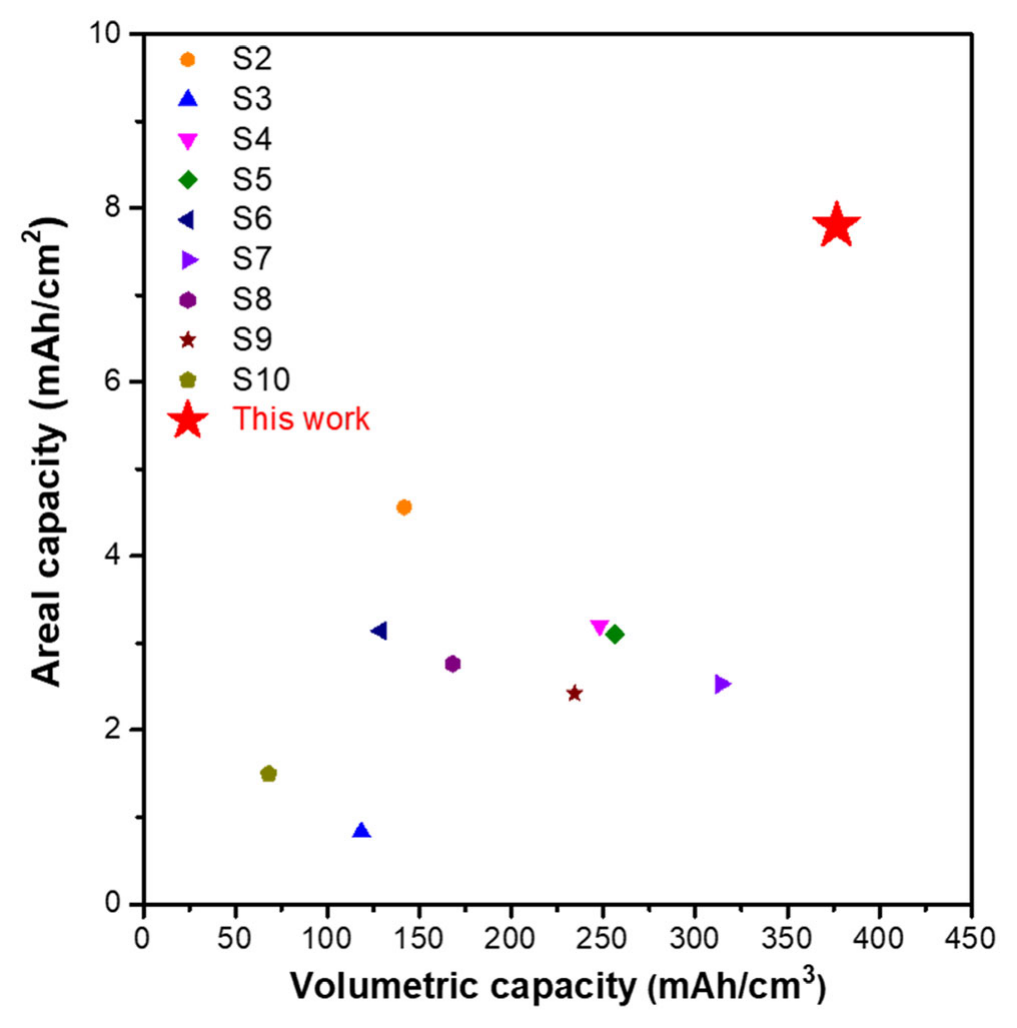 10
8
6
4
2
0
Areal capacity (mAh/cm²)
S2
S3
S4
S5
S6
S7
S8
S9
S10
This work
0 50 100 150 200 250 300 350 400 450
Volumetric capacity (mAh/cm³)